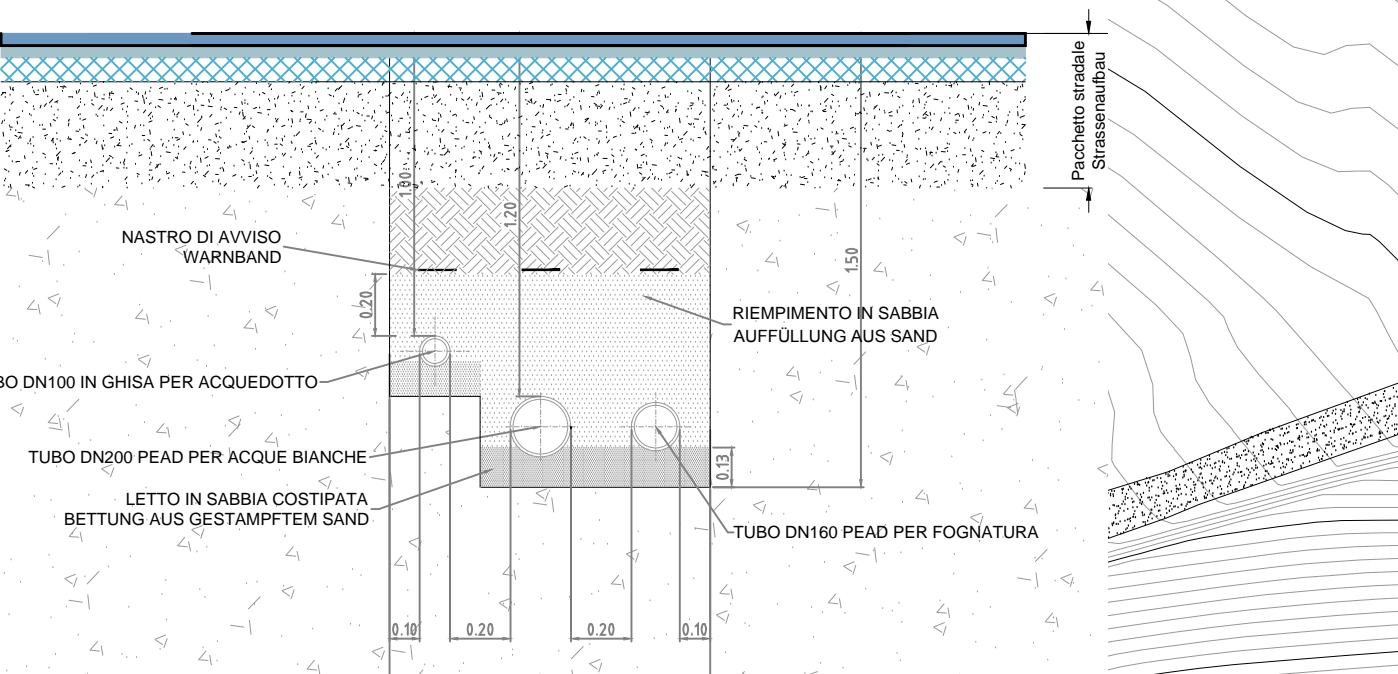 Pacchetto stradale
Strassenaufbau
1.00
1.20
1.50
NASTRO DI AVVISO
WARNBAND
0.20
RIEMPIMENTO IN SABBIA
AUFFÜLLUNG AUS SAND
BO DN100 IN GHISA PER ACQUEDOTTO
TUBO DN200 PEAD PER ACQUE BIANCHE
0.13
LETTO IN SABBIA COSTIPATA
BETTUNG AUS GESTAMPFTEM SAND
TUBO DN160 PEAD PER FOGNATURA
0.10
0.20
0.20
0.10